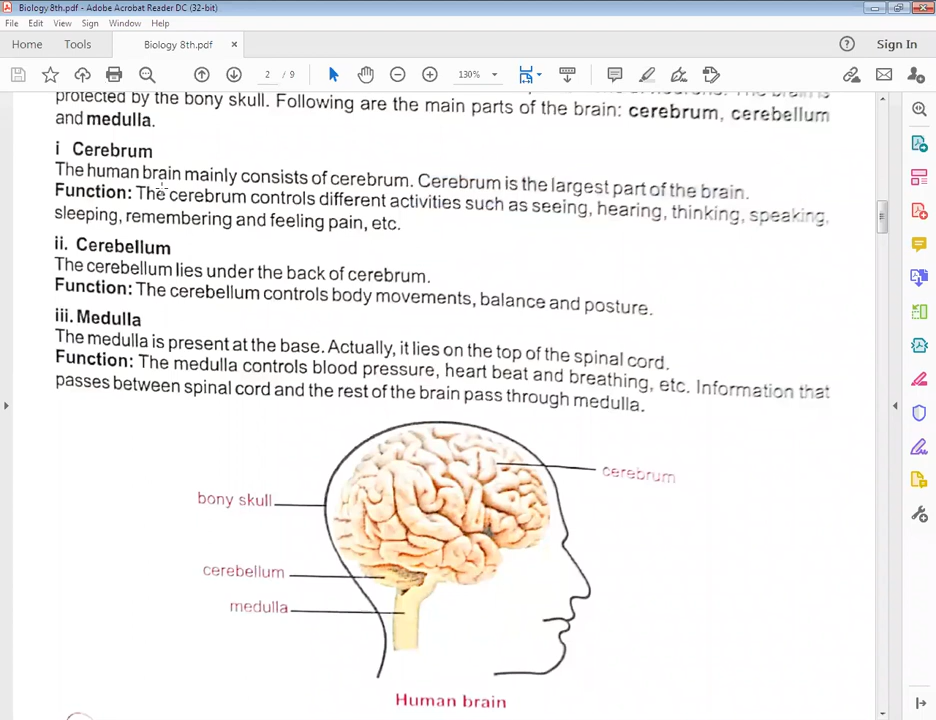 Biology 8th.pdf - Adobe Acrobat Reader DC (32-bit)
File Edit View Sign Window Help
Home Tools Biology 8th.pdf × Sign In
2 / 9 130%
protected by the bony skull. Following are the main parts of the brain: cerebrum, cerebellum
and medulla.
i Cerebrum
The human brain mainly consists of cerebrum. Cerebrum is the largest part of the brain.
Function: The cerebrum controls different activities such as seeing, hearing, thinking, speaking,
sleeping, remembering and feeling pain, etc.
ii. Cerebellum
The cerebellum lies under the back of cerebrum.
Function: The cerebellum controls body movements, balance and posture.
iii. Medulla
The medulla is present at the base. Actually, it lies on the top of the spinal cord.
Function: The medulla controls blood pressure, heart beat and breathing, etc. Information that
passes between spinal cord and the rest of the brain pass through medulla.
cerebrum
bony skull
cerebellum
medulla
Human brain